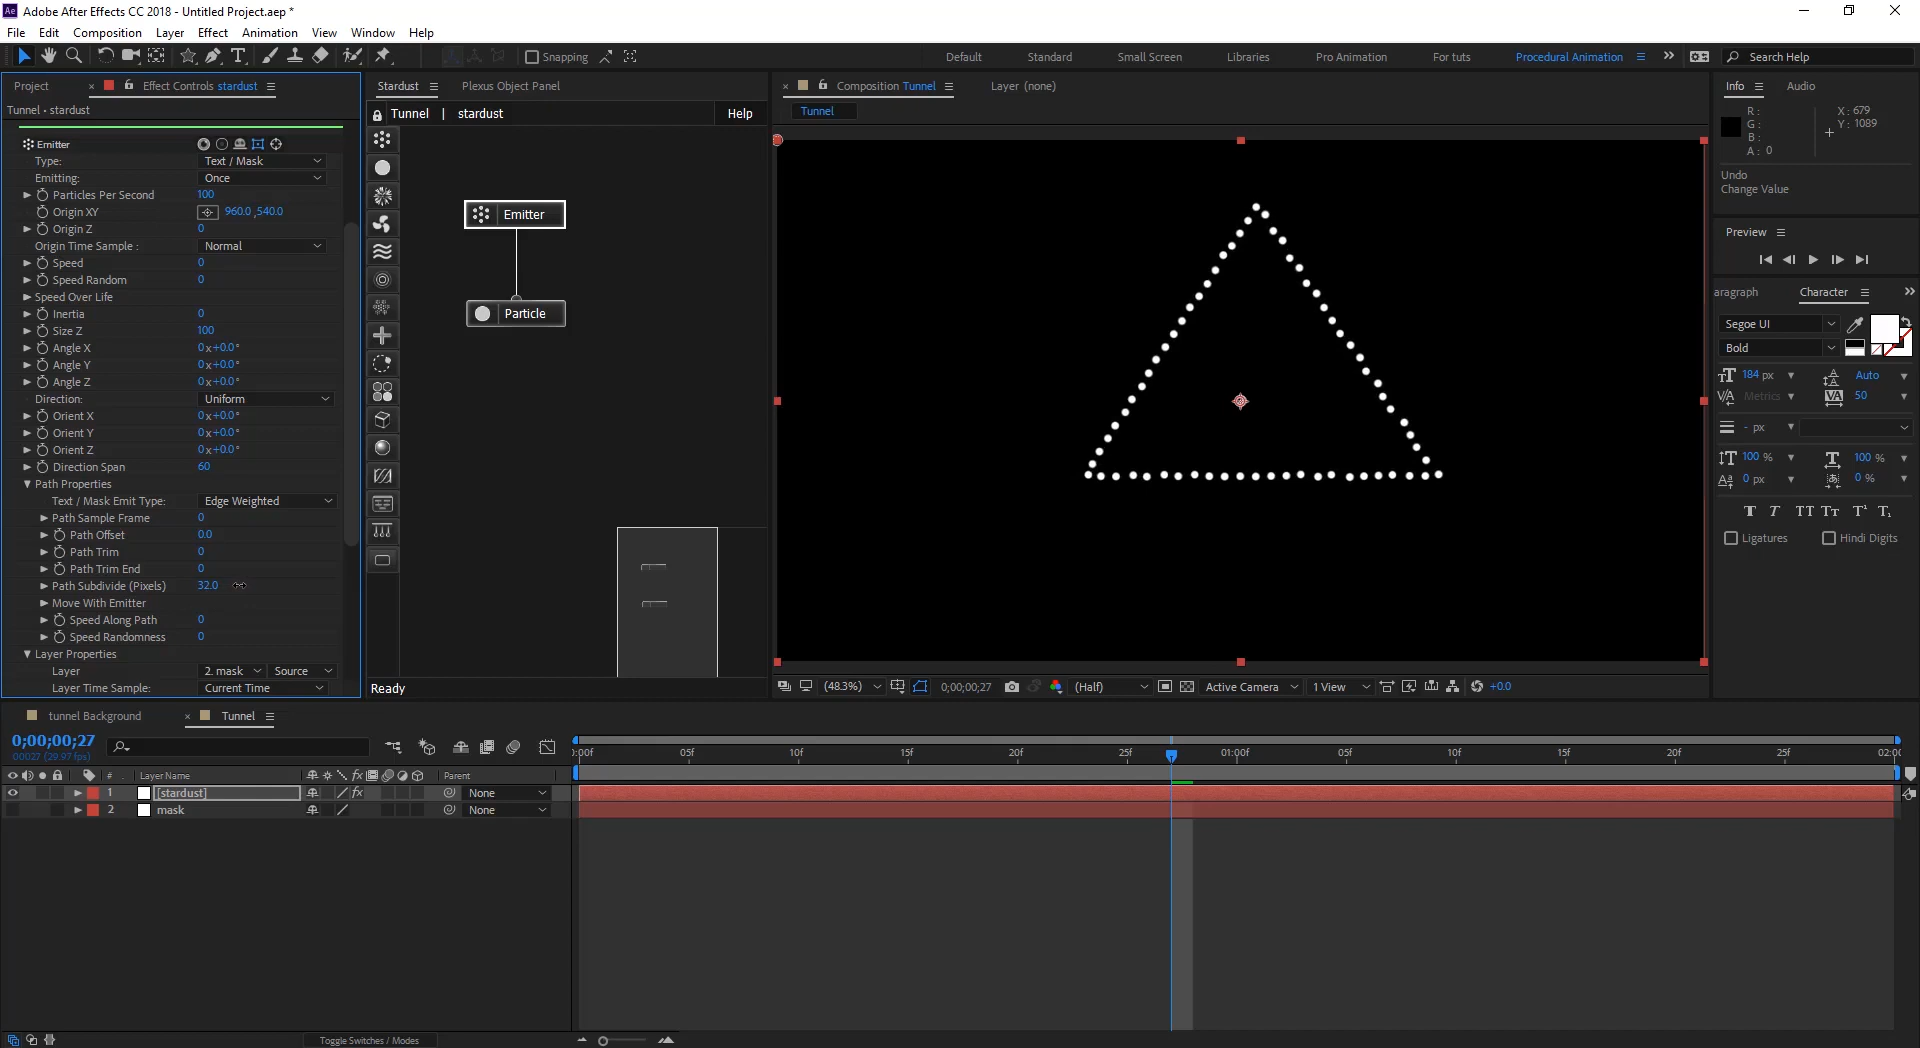 Adobe After Effects CC 2018 - Untitled Project.aep *
File Edit Composition Layer Effect Animation View Window Help
Snapping Default Standard Small Screen Libraries Pro Animation For tuts Procedural Animation Search Help
Project Effect Controls stardust
Tunnel • stardust
Emitter
Type: Text / Mask
Emitting: Once
Particles Per Second 100
Origin XY 960.0 ,540.0
Origin Z 0
Origin Time Sample : Normal
Speed 0
Speed Random 0
Speed Over Life
Inertia 0
Size Z 100
Angle X 0x+0.0°
Angle Y 0x+0.0°
Angle Z 0x+0.0°
Direction: Uniform
Orient X 0x+0.0°
Orient Y 0x+0.0°
Orient Z 0x+0.0°
Direction Span 60
Path Properties
Text / Mask Emit Type: Edge Weighted
Path Sample Frame 0
Path Offset 0.0
Path Trim 0
Path Trim End 0
Path Subdivide (Pixels) 32.0
Move With Emitter
Speed Along Path 0
Speed Randomness 0
Layer Properties
Layer 2. mask Source
Layer Time Sample: Current Time
Stardust Plexus Object Panel
Tunnel | stardust Help
Emitter
Particle
Ready
Composition Tunnel Layer (none)
Tunnel
(48.3%) 0;00;00;27 (Half) Active Camera 1 View +0.0
Info Audio
R : X : 679
G : Y : 1089
B :
A : 0
Undo
Change Value
Preview
aragraph Character
Segoe UI
Bold
184 px Auto
Metrics 50
- px
100 % 100 %
0 px 0 %
T T TT Tt T¹ T₁
Ligatures Hindi Digits
tunnel Background Tunnel
0;00;00;27
00027 (29.97 fps)
# Layer Name Parent
1 [stardust] None
2 mask None
):00f 05f 10f 15f 20f 25f 01:00f 05f 10f 15f 20f 25f 02:00
Toggle Switches / Modes